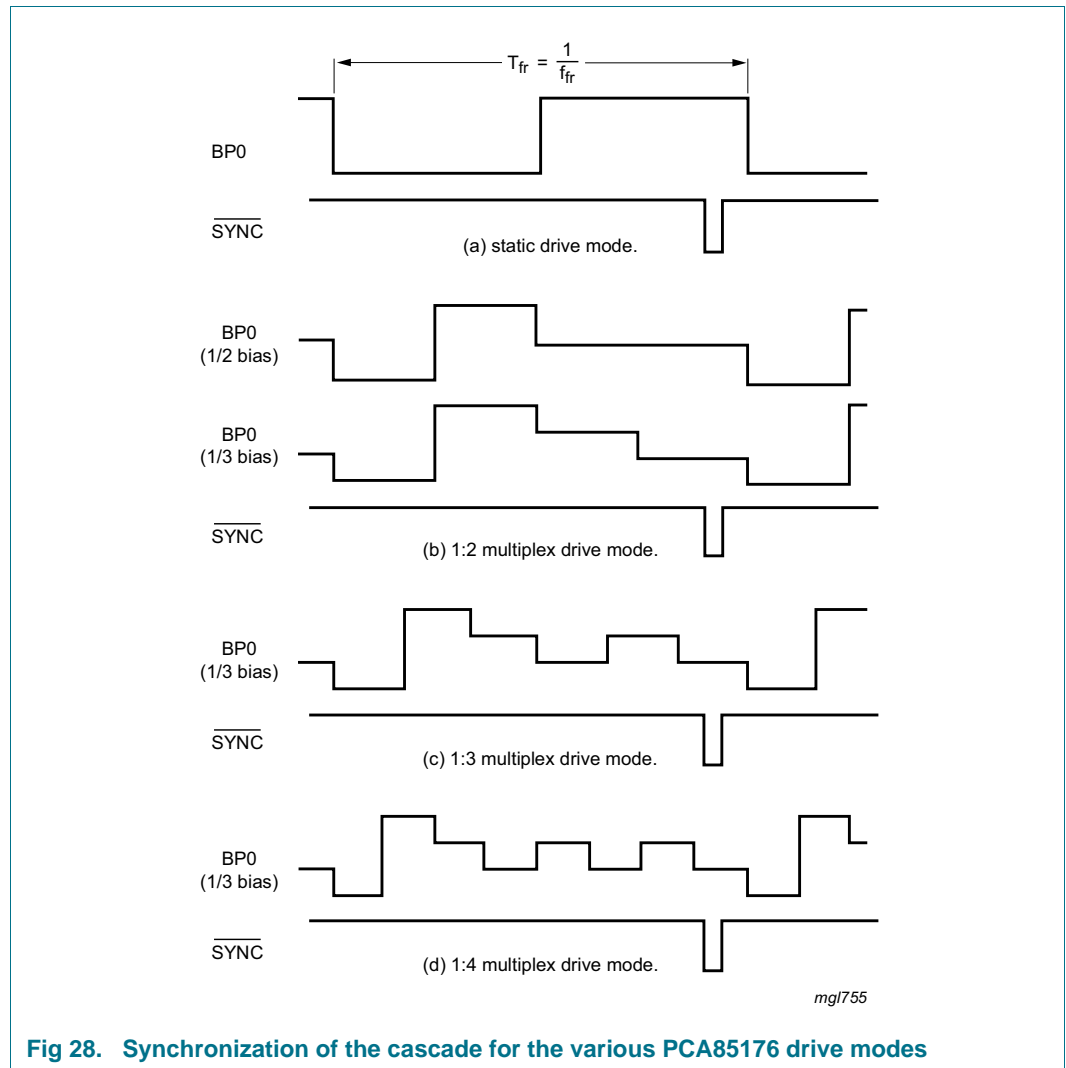 T_fr = 1/f_fr
BP0
SYNC
(a) static drive mode.
BP0
(1/2 bias)
BP0
(1/3 bias)
SYNC
(b) 1:2 multiplex drive mode.
BP0
(1/3 bias)
SYNC
(c) 1:3 multiplex drive mode.
BP0
(1/3 bias)
SYNC
(d) 1:4 multiplex drive mode.
mgl755
Fig 28. Synchronization of the cascade for the various PCA85176 drive modes